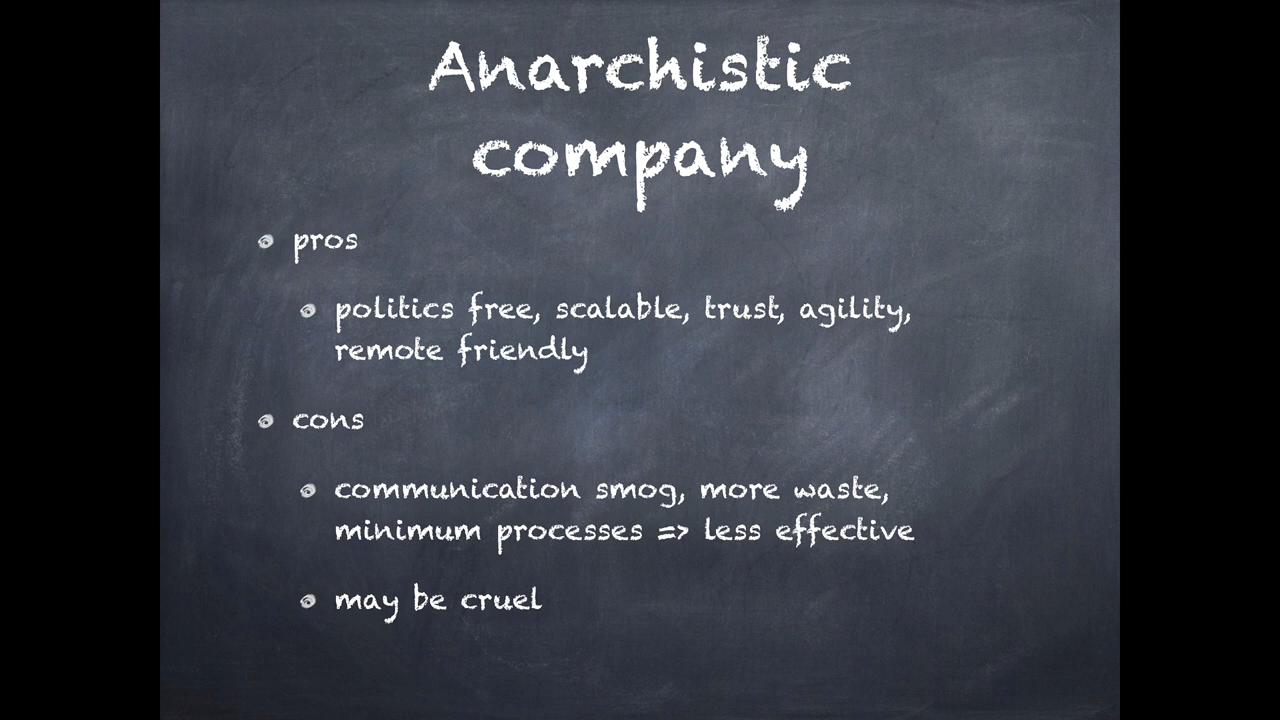 Anarchistic
company
pros
politics free, scalable, trust, agility,
remote friendly
cons
communication smog, more waste,
minimum processes => less effective
may be cruel